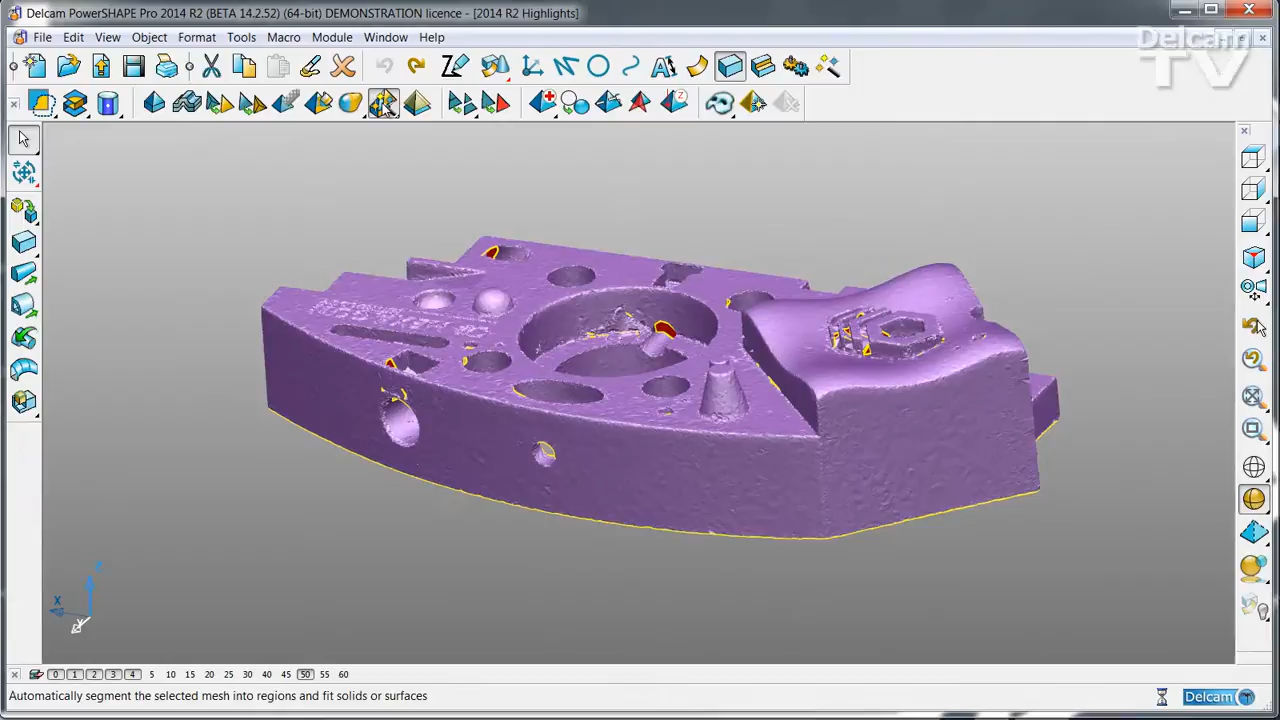 Delcam PowerSHAPE Pro 2014 R2 (BETA 14.2.52) (64-bit) DEMONSTRATION licence - [2014 R2 Highlights]
File Edit View Object Format Tools Macro Module Window Help
Delcam
TV
Z
X
0 1 2 3 4 5 10 15 20 25 30 40 45 50 55 60
Automatically segment the selected mesh into regions and fit solids or surfaces
Delcam